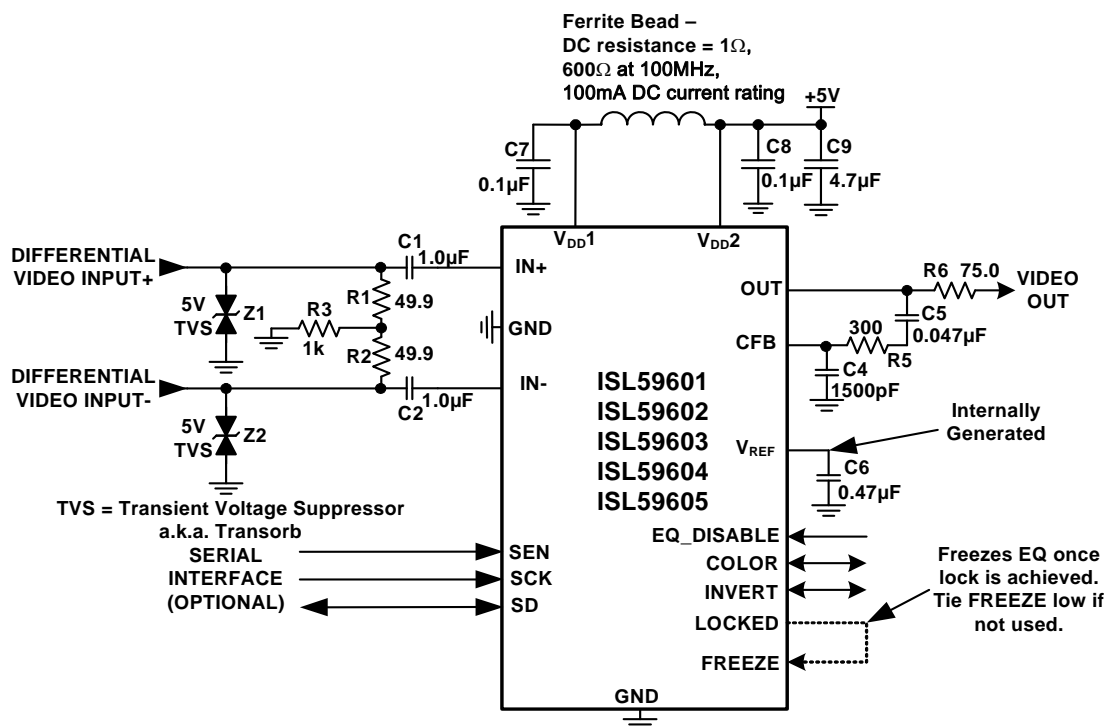 Ferrite Bead –
DC resistance = 1Ω,
600Ω at 100MHz,
100mA DC current rating
+5V
C7
0.1µF
C8
0.1µF
C9
4.7µF
VDD1
VDD2
DIFFERENTIAL
VIDEO INPUT+
C1
1.0µF
IN+
5V
TVS
Z1
R1
49.9
R3
1k
GND
R2
49.9
DIFFERENTIAL
VIDEO INPUT-
C2
1.0µF
IN-
5V
TVS
Z2
TVS = Transient Voltage Suppressor
a.k.a. Transorb
SERIAL
INTERFACE
(OPTIONAL)
SEN
SCK
SD
ISL59601
ISL59602
ISL59603
ISL59604
ISL59605
OUT
R6
75.0
VIDEO
OUT
C5
0.047µF
CFB
300
R5
C4
1500pF
Internally
Generated
VREF
C6
0.47µF
EQ_DISABLE
COLOR
INVERT
LOCKED
FREEZE
Freezes EQ once
lock is achieved.
Tie FREEZE low if
not used.
GND